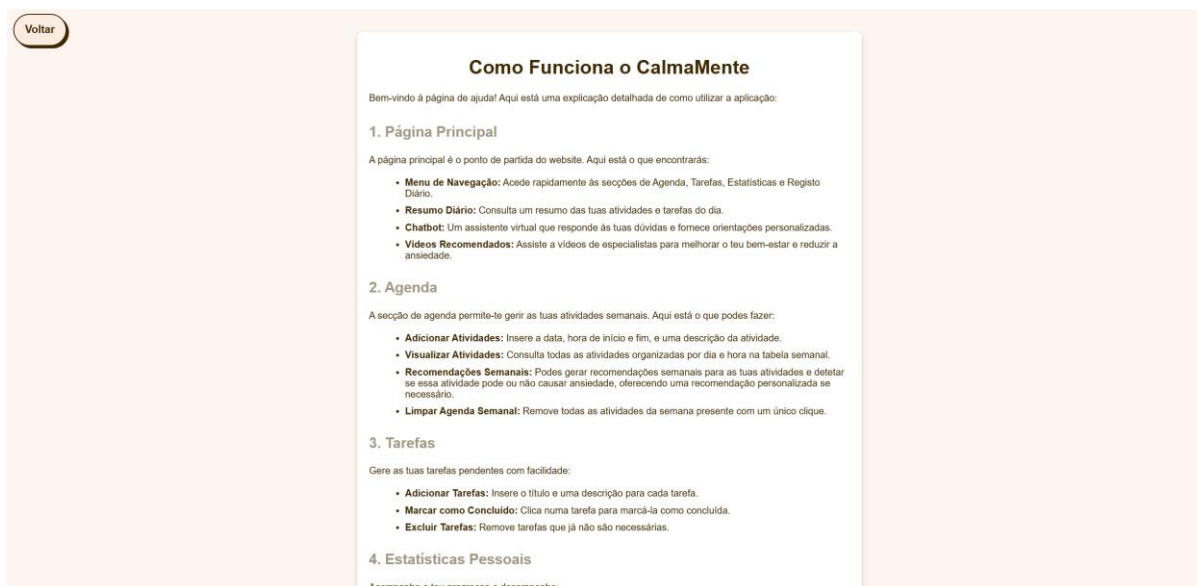 Voltar
Como Funciona o CalmaMente
Bem-vindo à página de ajuda! Aqui está uma explicação detalhada de como utilizar a aplicação:
1. Página Principal
A página principal é o ponto de partida do website. Aqui está o que encontrarás:
• Menu de Navegação: Acede rapidamente às secções de Agenda, Tarefas, Estatísticas e Registo
Diário.
• Resumo Diário: Consulta um resumo das tuas atividades e tarefas do dia.
• Chatbot: Um assistente virtual que responde às tuas dúvidas e fornece orientações personalizadas.
• Vídeos Recomendados: Assiste a vídeos de especialistas para melhorar o teu bem-estar e reduzir a
ansiedade.
2. Agenda
A secção de agenda permite-te gerir as tuas atividades semanais. Aqui está o que podes fazer:
• Adicionar Atividades: Insere a data, hora de início e fim, e uma descrição da atividade.
• Visualizar Atividades: Consulta todas as atividades organizadas por dia e hora na tabela semanal.
• Recomendações Semanais: Podes gerar recomendações semanais para as tuas atividades e detetar
se essa atividade pode ou não causar ansiedade, oferecendo uma recomendação personalizada se
necessário.
• Limpar Agenda Semanal: Remove todas as atividades da semana presente com um único clique.
3. Tarefas
Gere as tuas tarefas pendentes com facilidade:
• Adicionar Tarefas: Insere o título e uma descrição para cada tarefa.
• Marcar como Concluído: Clica numa tarefa para marcá-la como concluída.
• Excluir Tarefas: Remove tarefas que já não são necessárias.
4. Estatísticas Pessoais